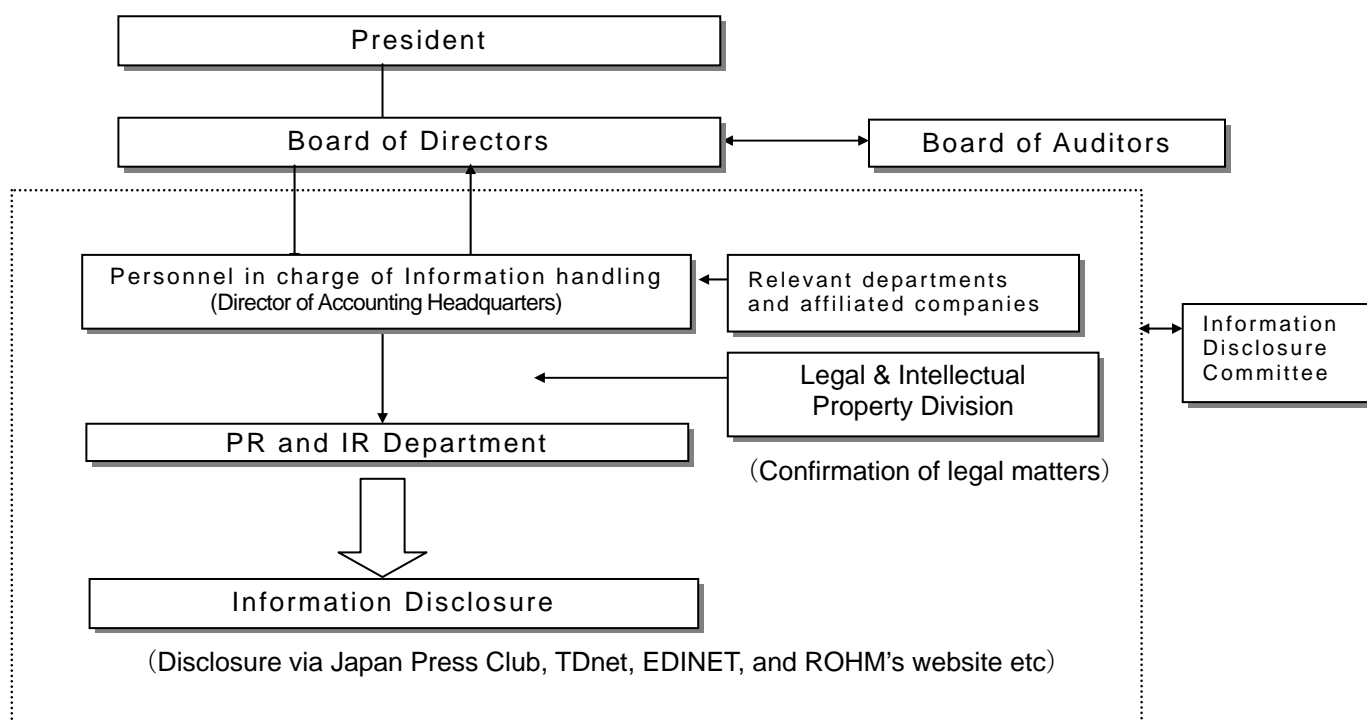 President
Board of Directors
Board of Auditors
Personnel in charge of Information handling
(Director of Accounting Headquarters)
Relevant departments
and affiliated companies
Information
Disclosure
Committee
Legal & Intellectual
Property Division
PR and IR Department
（Confirmation of legal matters）
Information Disclosure
（Disclosure via Japan Press Club, TDnet, EDINET, and ROHM’s website etc）